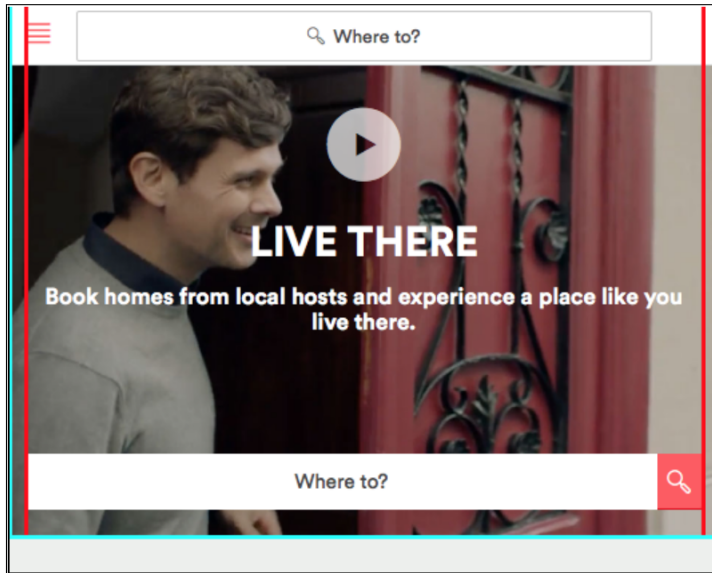 Where to?
LIVE THERE
Book homes from local hosts and experience a place like you
live there.
Where to?